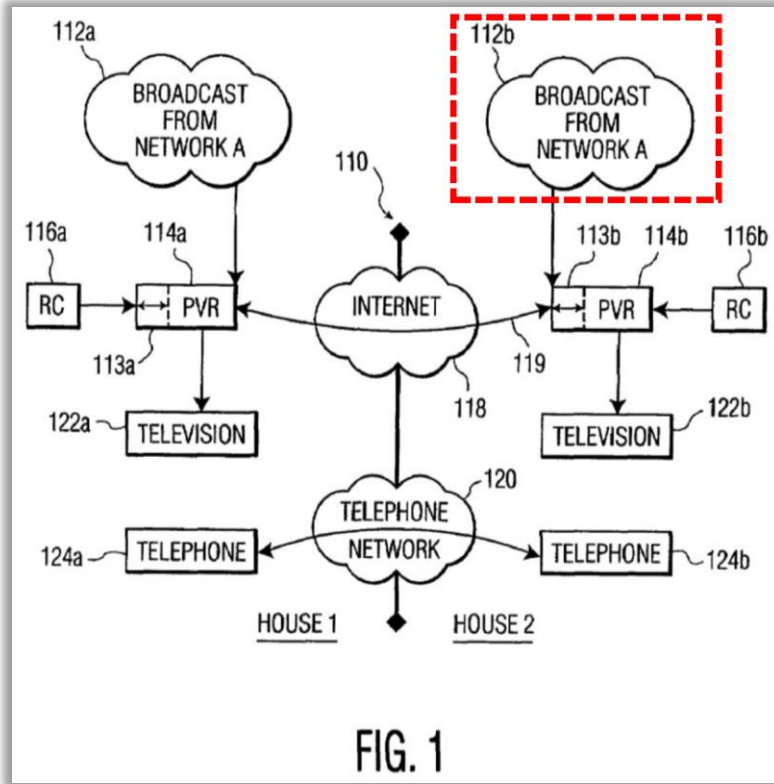 112a
BROADCAST
FROM
NETWORK A
112b
BROADCAST
FROM
NETWORK A
110
116a
114a
113b
114b
116b
RC
PVR
INTERNET
PVR
RC
113a
119
118
122a
TELEVISION
122b
TELEVISION
120
TELEPHONE
NETWORK
124a
TELEPHONE
TELEPHONE
124b
HOUSE 1
HOUSE 2
FIG. 1